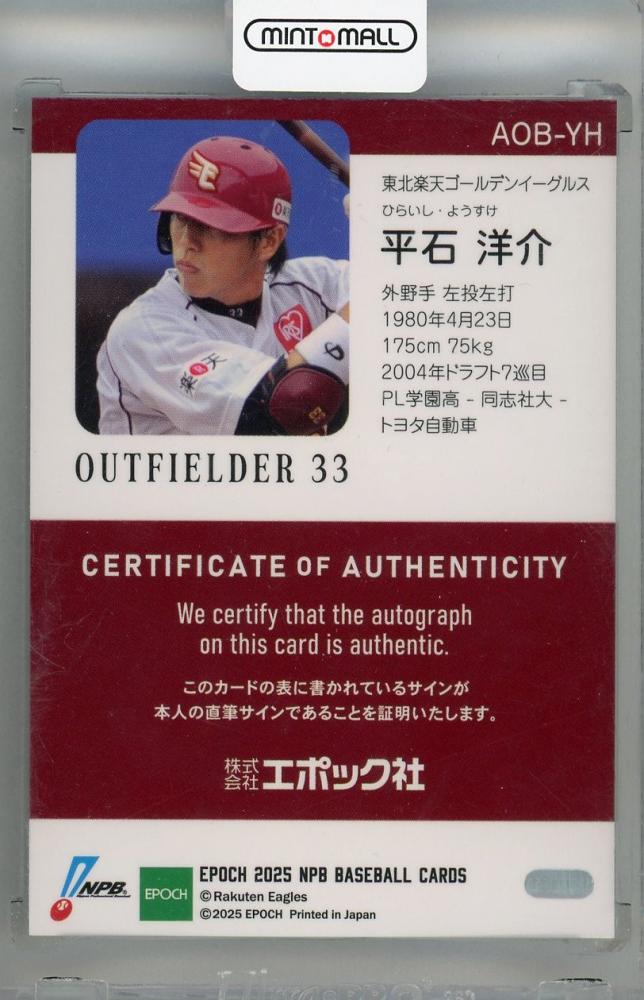 MINT MALL
AOB-YH
東北楽天ゴールデンイーグルス
ひらいし・ようすけ
平石 洋介
外野手 左投左打
1980年4月23日
175cm 75kg
2004年ドラフト7巡目
PL学園高 - 同志社大 -
トヨタ自動車
E
33
楽天
OUTFIELDER 33
CERTIFICATE OF AUTHENTICITY
We certify that the autograph
on this card is authentic.
このカードの表に書かれているサインが
本人の直筆サインであることを証明いたします。
株式会社エポック社
NPB
EPOCH
EPOCH 2025 NPB BASEBALL CARDS
©Rakuten Eagles
©2025 EPOCH Printed in Japan